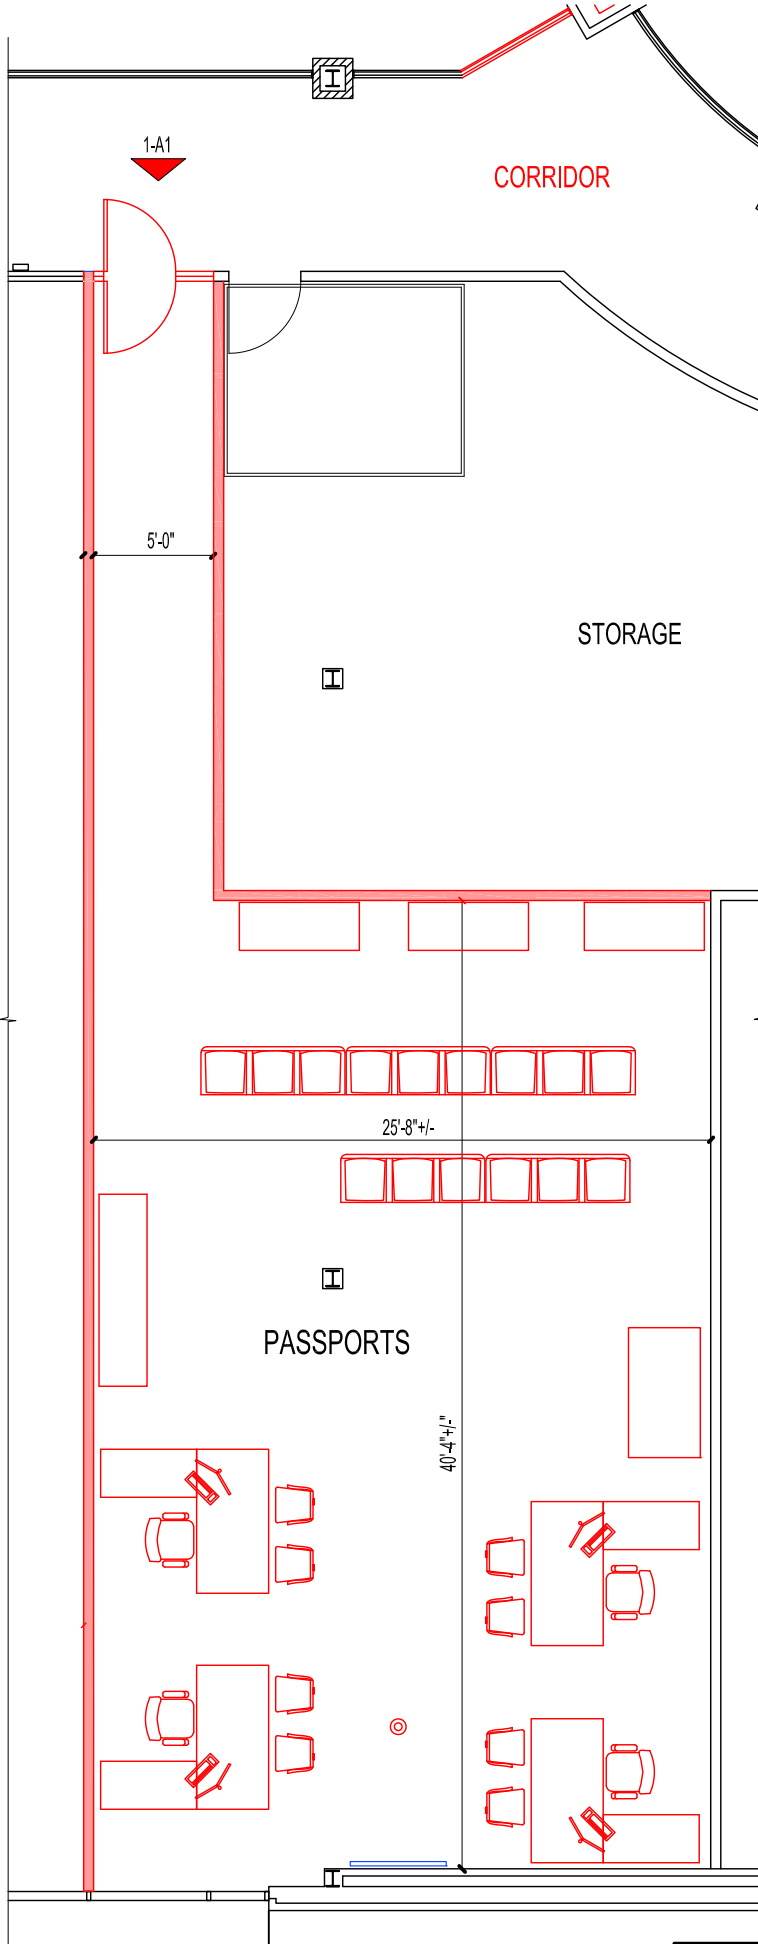 1-A1
CORRIDOR
5'-0"
STORAGE
25'-8"+/-
PASSPORTS
40'-4"+/-"